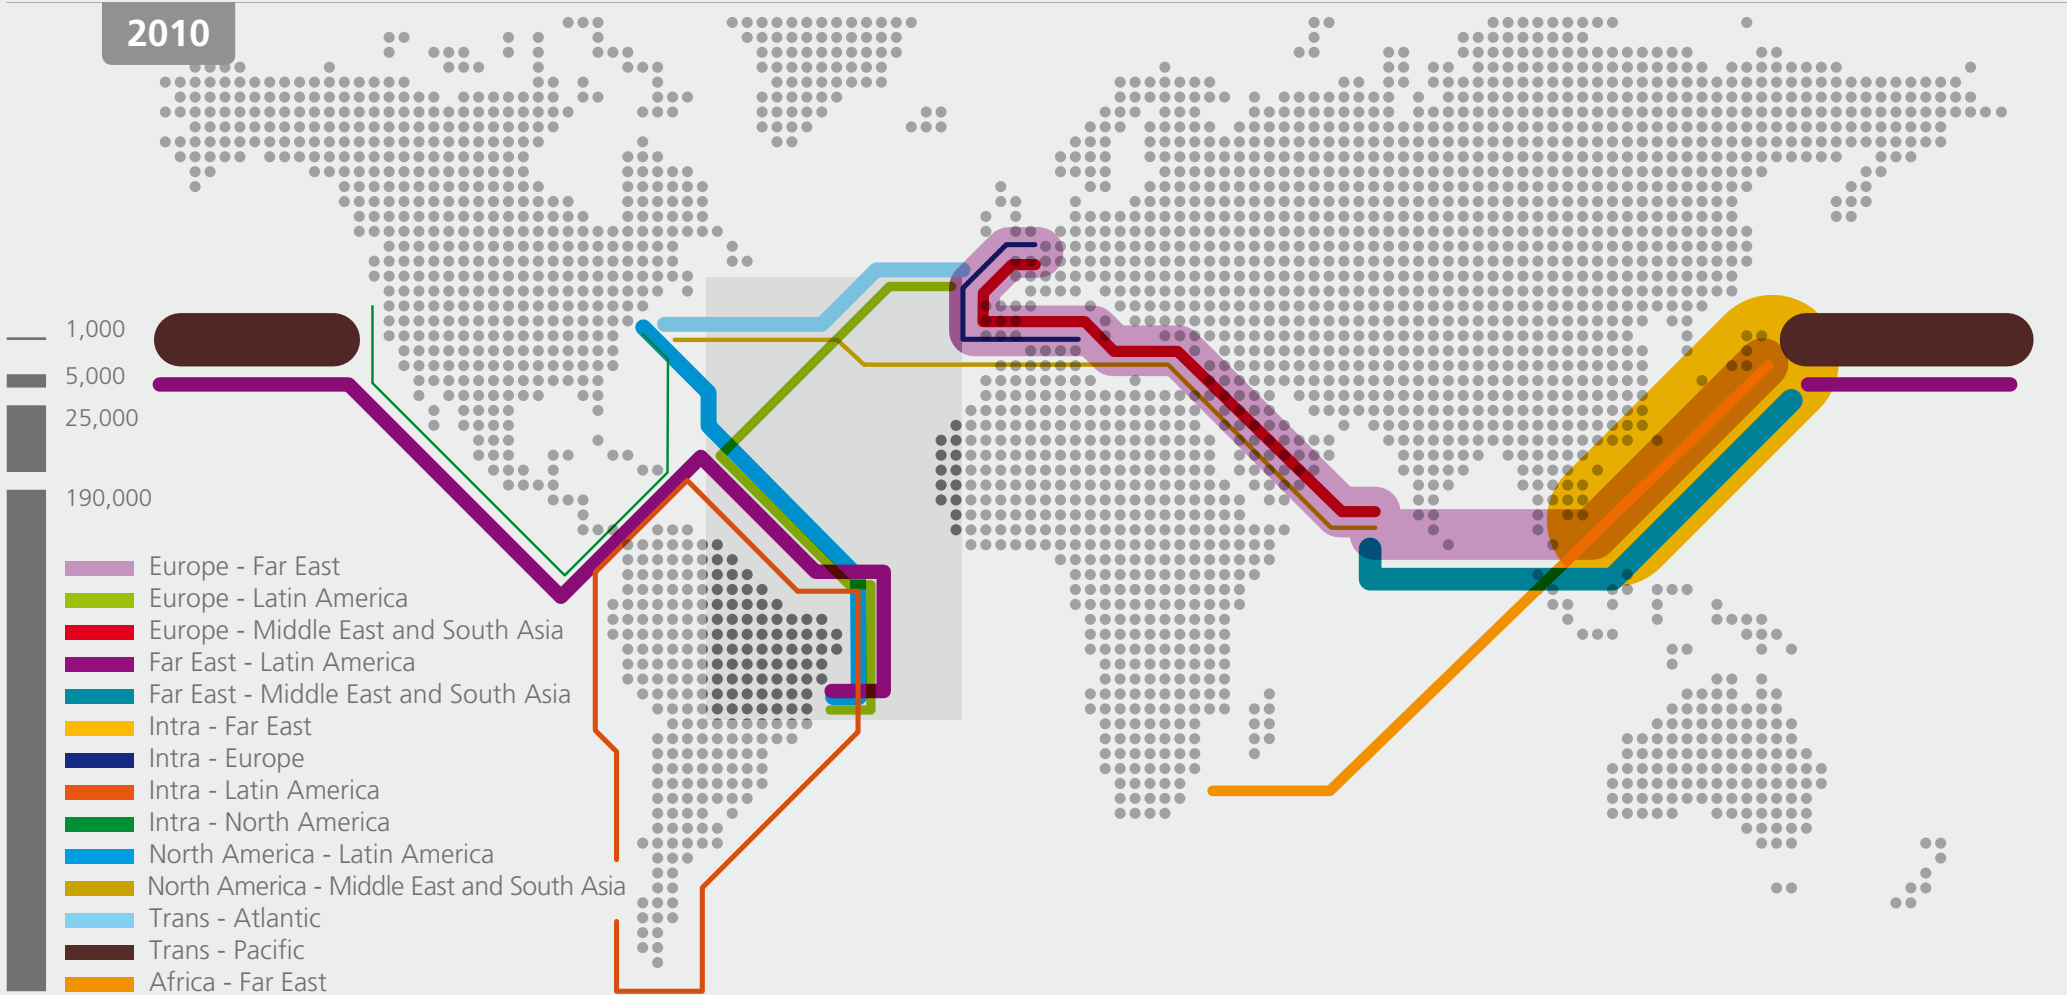 2010
1,000
5,000
25,000
190,000
Europe - Far East
Europe - Latin America
Europe - Middle East and South Asia
Far East - Latin America
Far East - Middle East and South Asia
Intra - Far East
Intra - Europe
Intra - Latin America
Intra - North America
North America - Latin America
North America - Middle East and South Asia
Trans - Atlantic
Trans - Pacific
Africa - Far East